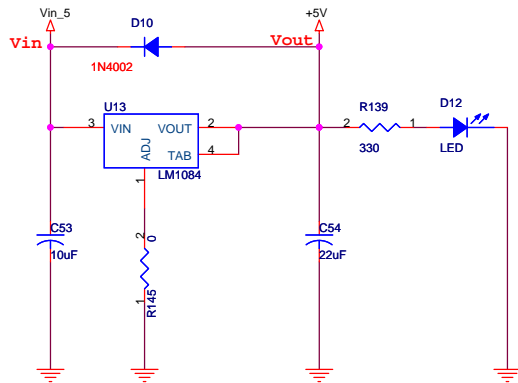 Vin_5
+5V
D10
Vin
Vout
1N4002
U13
3
VIN
VOUT
2
ADJ
TAB
4
LM1084
1
R139
2
1
330
D12
LED
C53
10uF
2
0
1
R145
C54
22uF